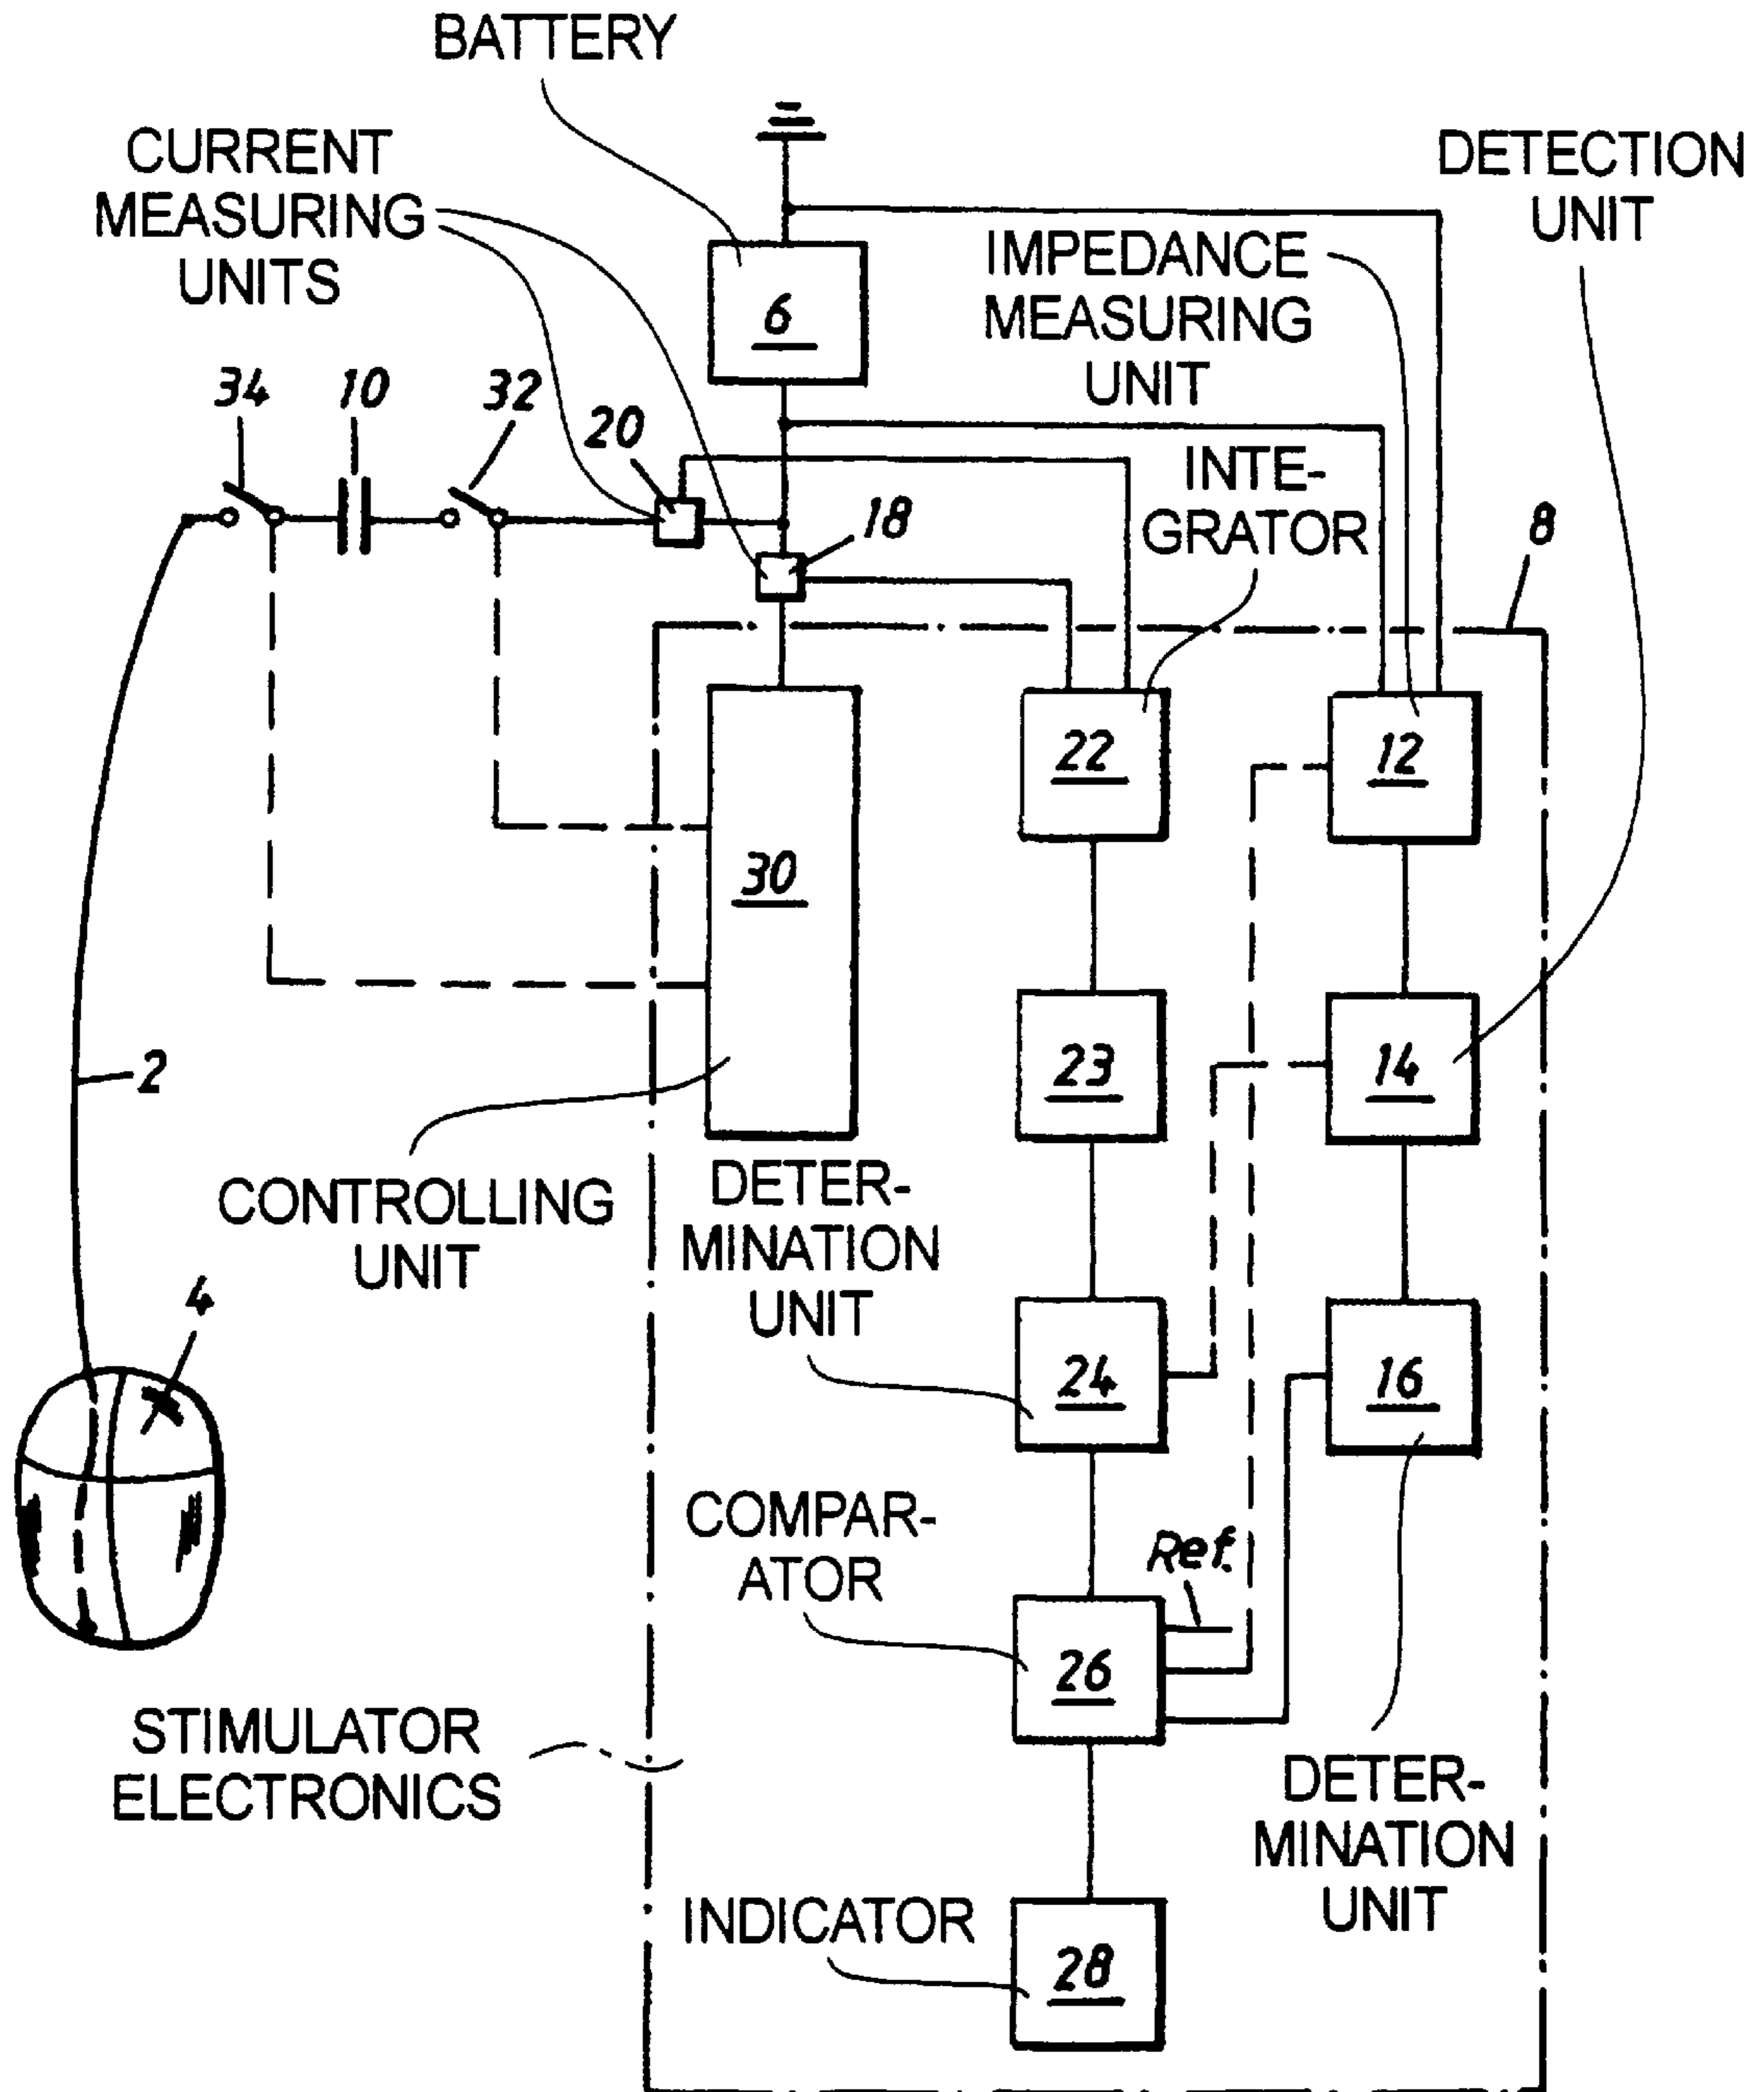 BATTERY
CURRENT
MEASURING
UNITS
DETECTION
UNIT
IMPEDANCE
MEASURING
UNIT
6
34
10
32
20
18
INTE-
GRATOR
8
22
12
30
23
14
2
CONTROLLING
UNIT
DETER-
MINATION
UNIT
4
24
16
COMPAR-
ATOR
Ref.
26
STIMULATOR
ELECTRONICS
DETER-
MINATION
UNIT
INDICATOR
28